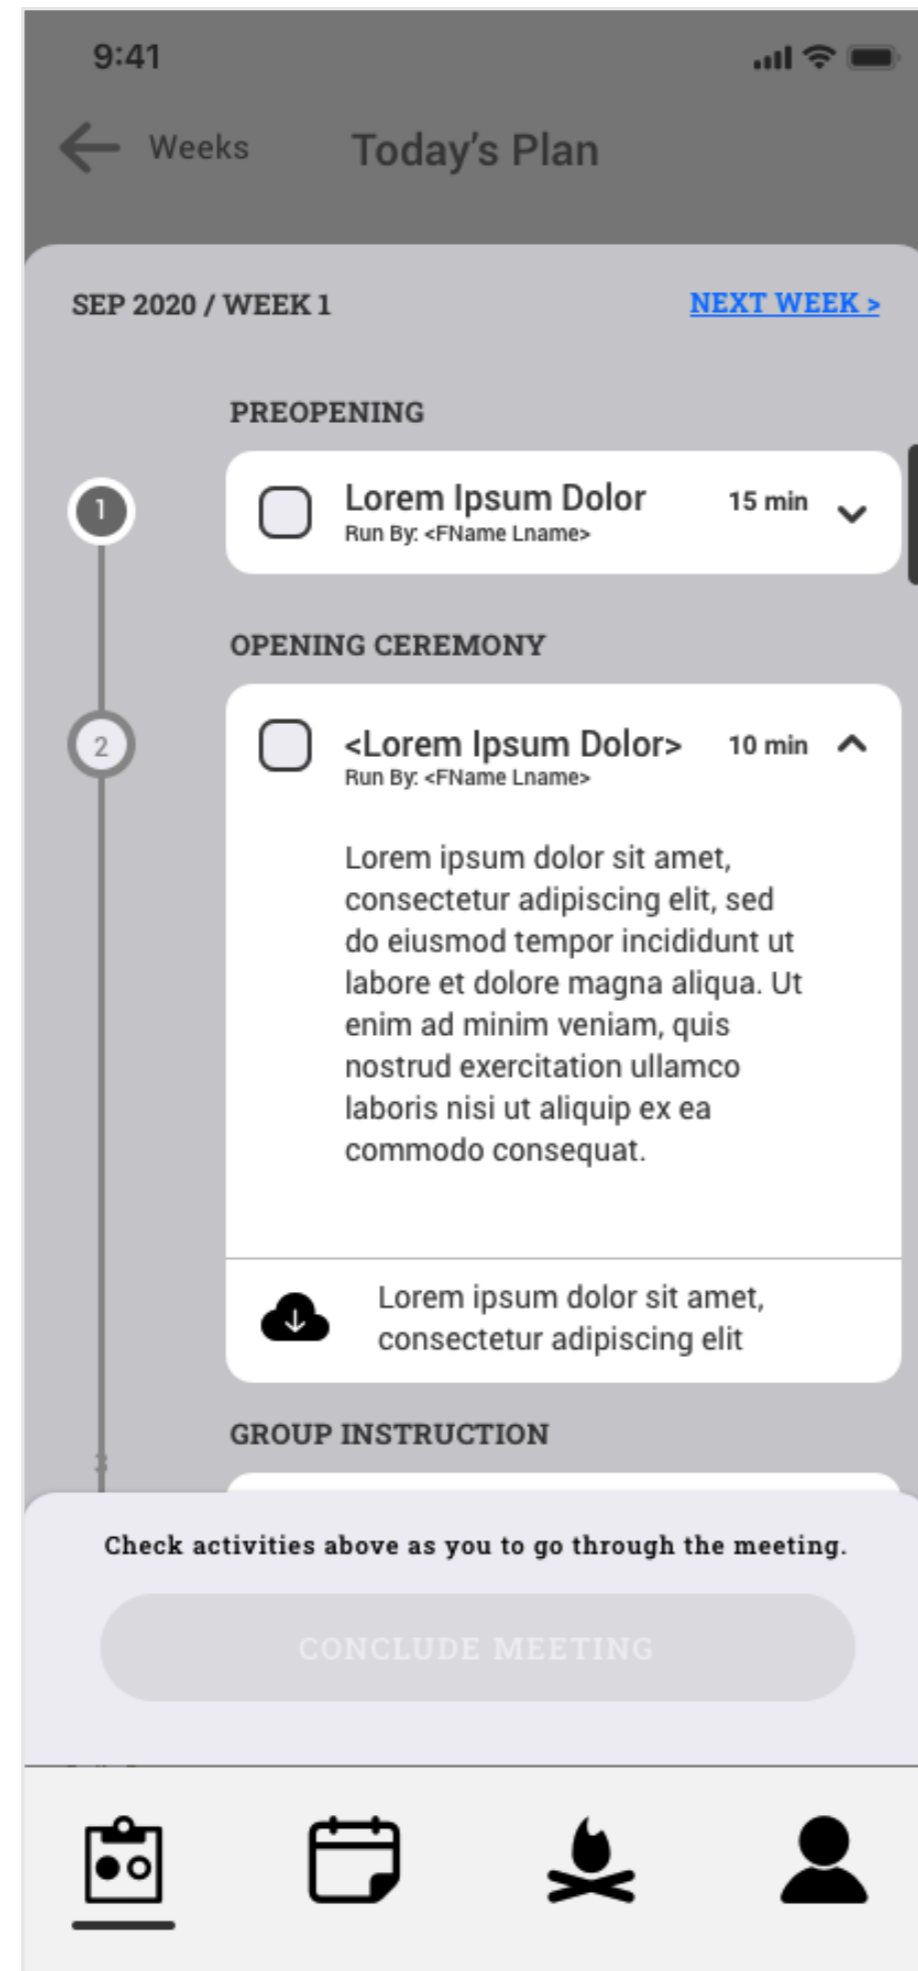 9:41
Weeks
Today's Plan
SEP 2020 / WEEK 1
NEXT WEEK >
PREOPENING
1
Lorem Ipsum Dolor
15 min
Run By: <FName Lname>
OPENING CEREMONY
2
<Lorem Ipsum Dolor>
10 min
Run By: <FName Lname>
Lorem ipsum dolor sit amet,
consectetur adipiscing elit, sed
do eiusmod tempor incididunt ut
labore et dolore magna aliqua. Ut
enim ad minim veniam, quis
nostrud exercitation ullamco
laboris nisi ut aliquip ex ea
commodo consequat.
Lorem ipsum dolor sit amet,
consectetur adipiscing elit
GROUP INSTRUCTION
3
Check activities above as you to go through the meeting.
CONCLUDE MEETING